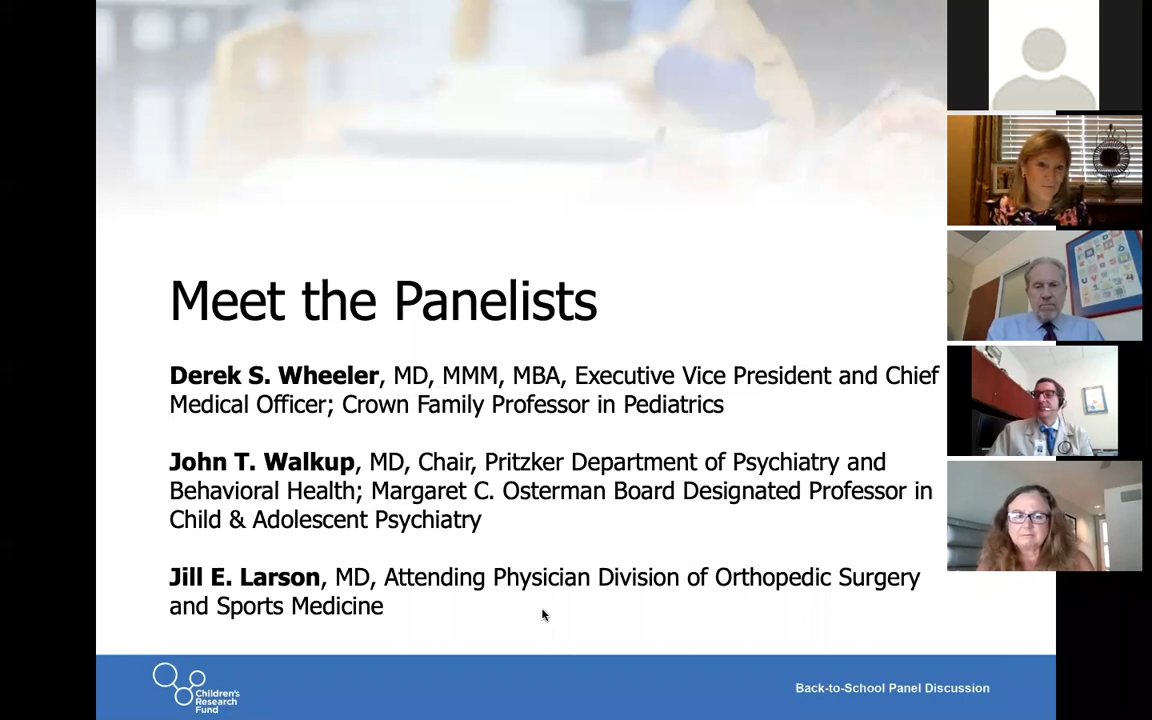 Meet the Panelists
Derek S. Wheeler, MD, MMM, MBA, Executive Vice President and Chief
Medical Officer; Crown Family Professor in Pediatrics
John T. Walkup, MD, Chair, Pritzker Department of Psychiatry and
Behavioral Health; Margaret C. Osterman Board Designated Professor in
Child & Adolescent Psychiatry
Jill E. Larson, MD, Attending Physician Division of Orthopedic Surgery
and Sports Medicine
Children's
Research
Fund
Back-to-School Panel Discussion